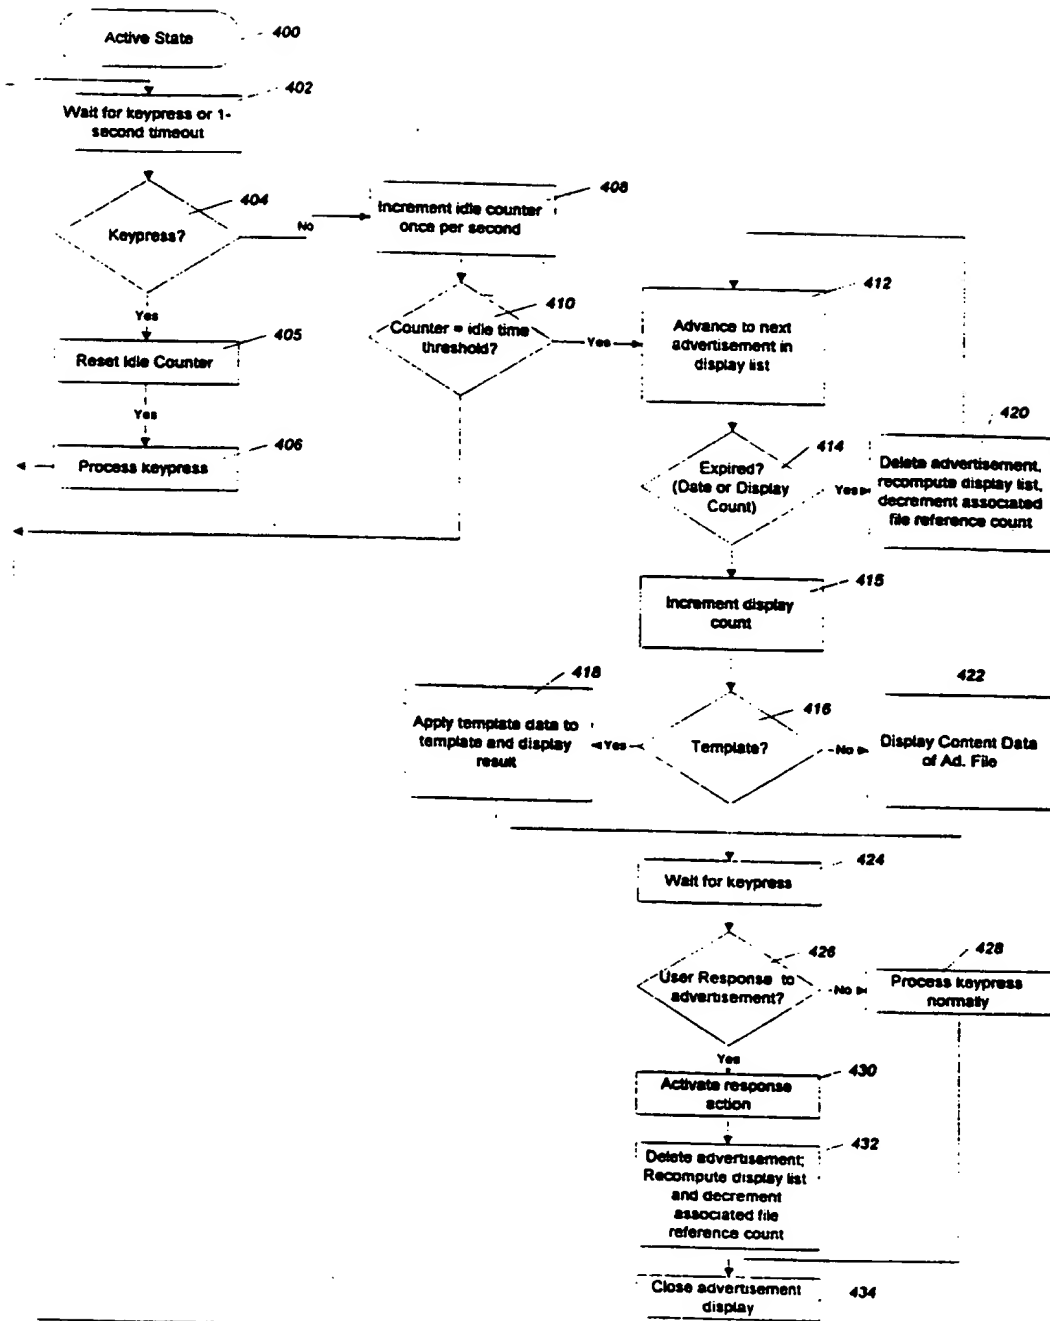 Active State
400
402
Wait for keypress or 1-
second timeout
404
Keypress?
No
408
Increment idle counter
once per second
Yes
405
Reset Idle Counter
Yes
406
Process keypress
410
Counter = idle time
threshold?
Yes
412
Advance to next
advertisement in
display list
414
Expired?
(Date or Display
Count)
Yes
420
Delete advertisement,
recompute display list,
decrement associated
file reference count
415
Increment display
count
418
Apply template data to
template and display
result
Yes
416
Template?
No
422
Display Content Data
of Ad. File
424
Wait for keypress
426
User Response to
advertisement?
No
428
Process keypress
normally
Yes
430
Activate response
action
432
Delete advertisement;
Recompute display list
and decrement
associated file
reference count
Close advertisement
display
434